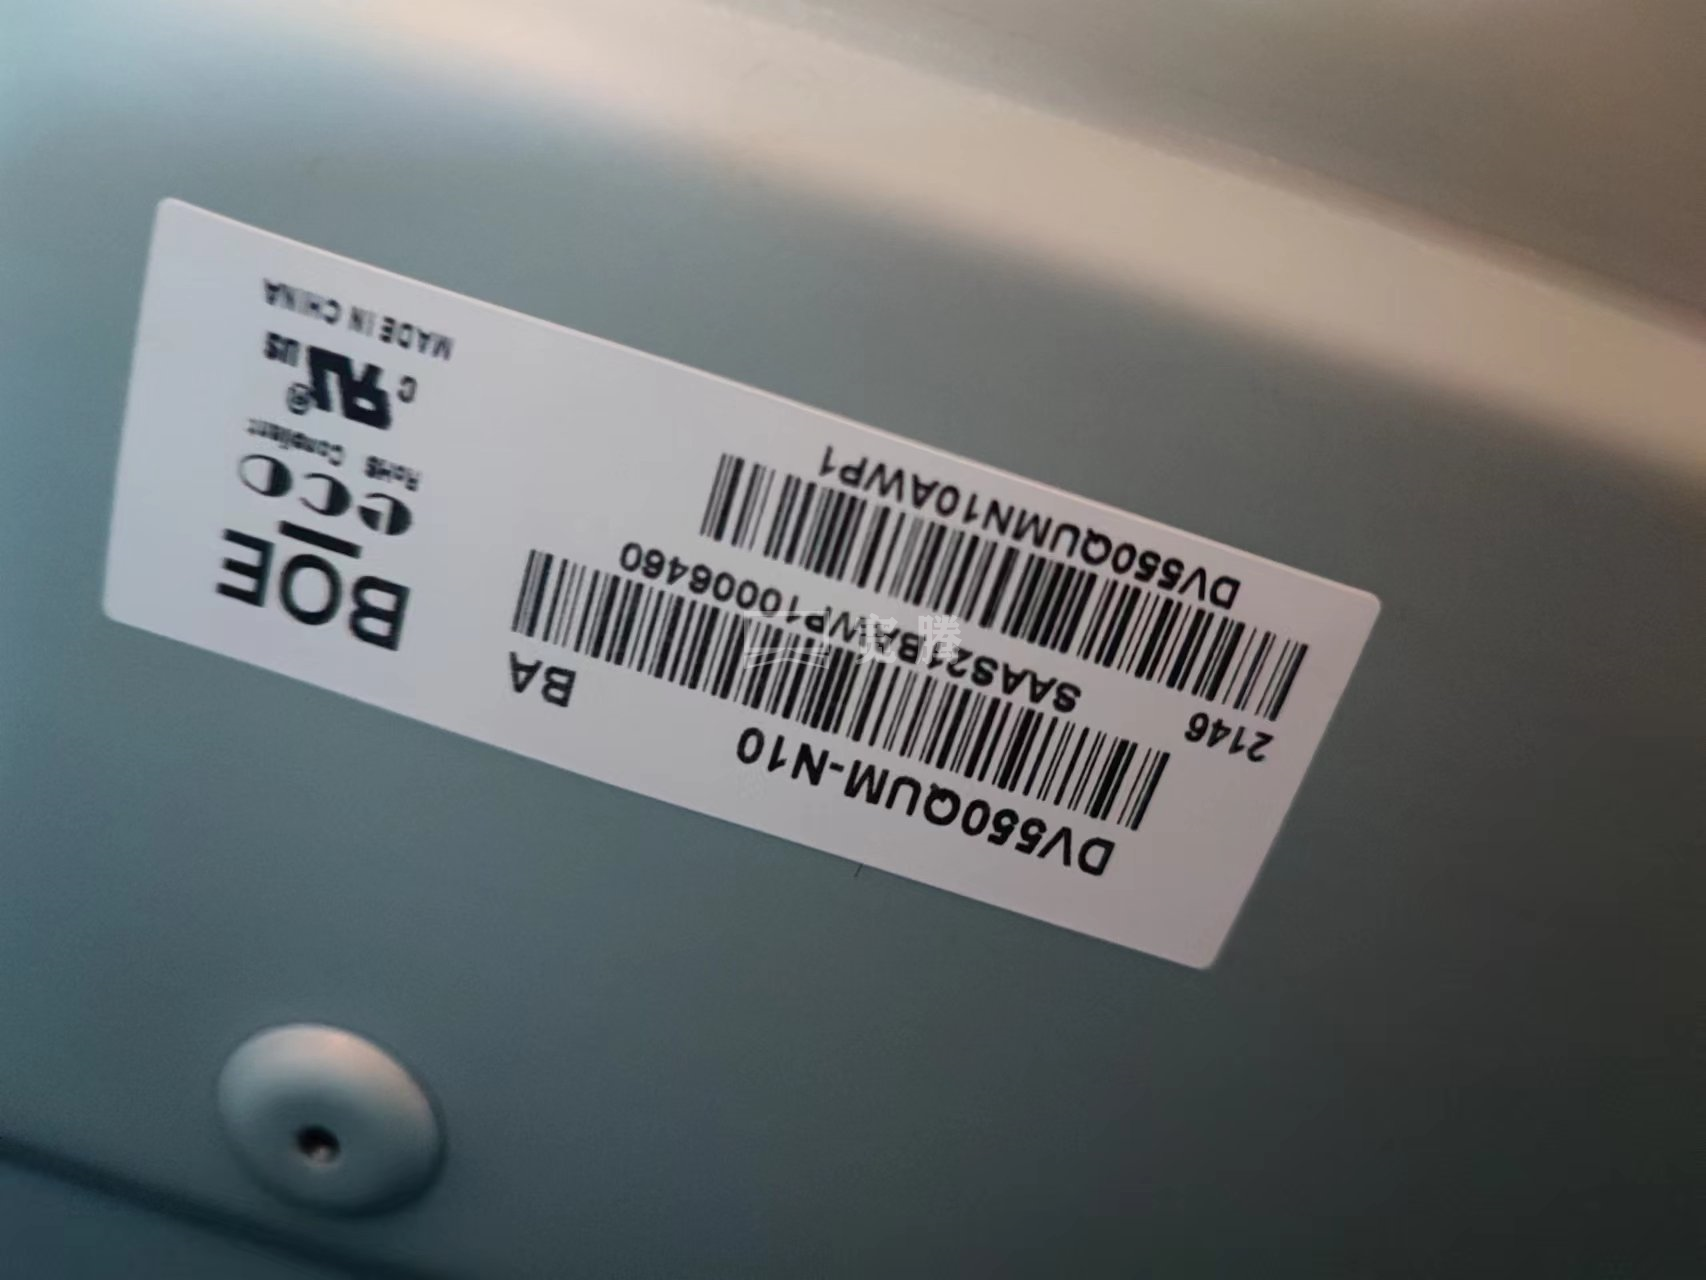 DV550QUM-N10
BA
SAAS21BAWP10006460
2146
DV550QUMN10AWP1
BOE
RoHS Compliant
C US
®
MADE IN CHINA